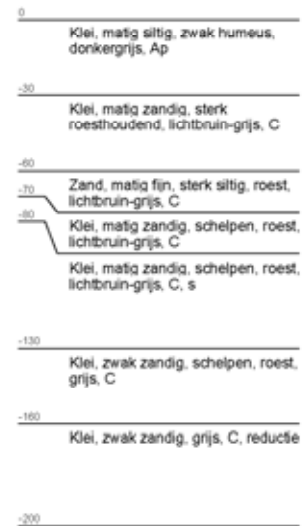 0
Klei, matig siltig, zwak humeus,
donkergrijs, Ap
-30
Klei, matig zandig, sterk
roesthoudend, lichtbruin-grijs, C
-60
Zand, matig fijn, sterk siltig, roest,
lichtbruin-grijs, C
-70
Klei, matig zandig, schelpen, roest,
lichtbruin-grijs, C
-80
Klei, matig zandig, schelpen, roest,
lichtbruin-grijs, C, s
-130
Klei, zwak zandig, schelpen, roest,
grijs, C
-160
Klei, zwak zandig, grijs, C, reductie
-200